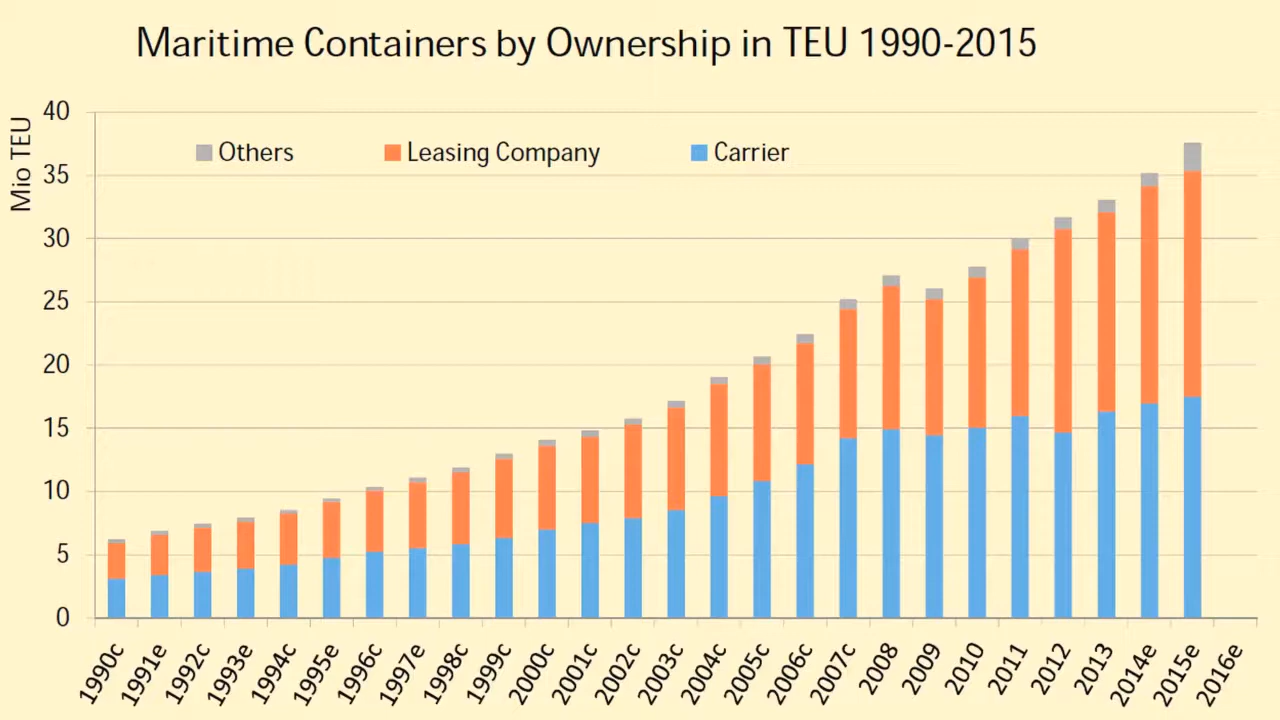 Maritime Containers by Ownership in TEU 1990-2015
Mio TEU
40
35
30
25
20
15
10
5
0
Others
Leasing Company
Carrier
1990c
1991e
1992c
1993e
1994c
1995e
1996c
1997e
1998c
1999c
2000c
2001c
2002c
2003c
2004c
2005c
2006c
2007c
2008
2009
2010
2011
2012
2013
2014e
2015e
2016e